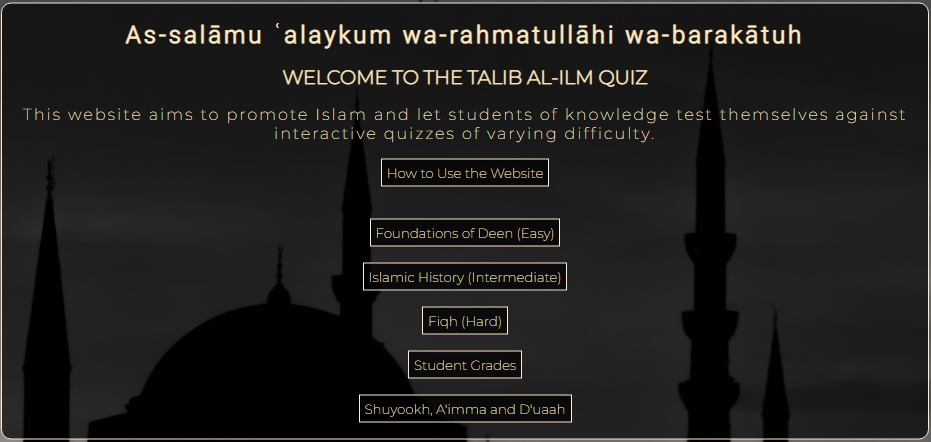 As-salāmu ʿalaykum wa-rahmatullāhi wa-barakātuh
WELCOME TO THE TALIB AL-ILM QUIZ
This website aims to promote Islam and let students of knowledge test themselves against
interactive quizzes of varying difficulty.
How to Use the Website
Foundations of Deen (Easy)
Islamic History (Intermediate)
Fiqh (Hard)
Student Grades
Shuyookh, A'imma and D'uaah